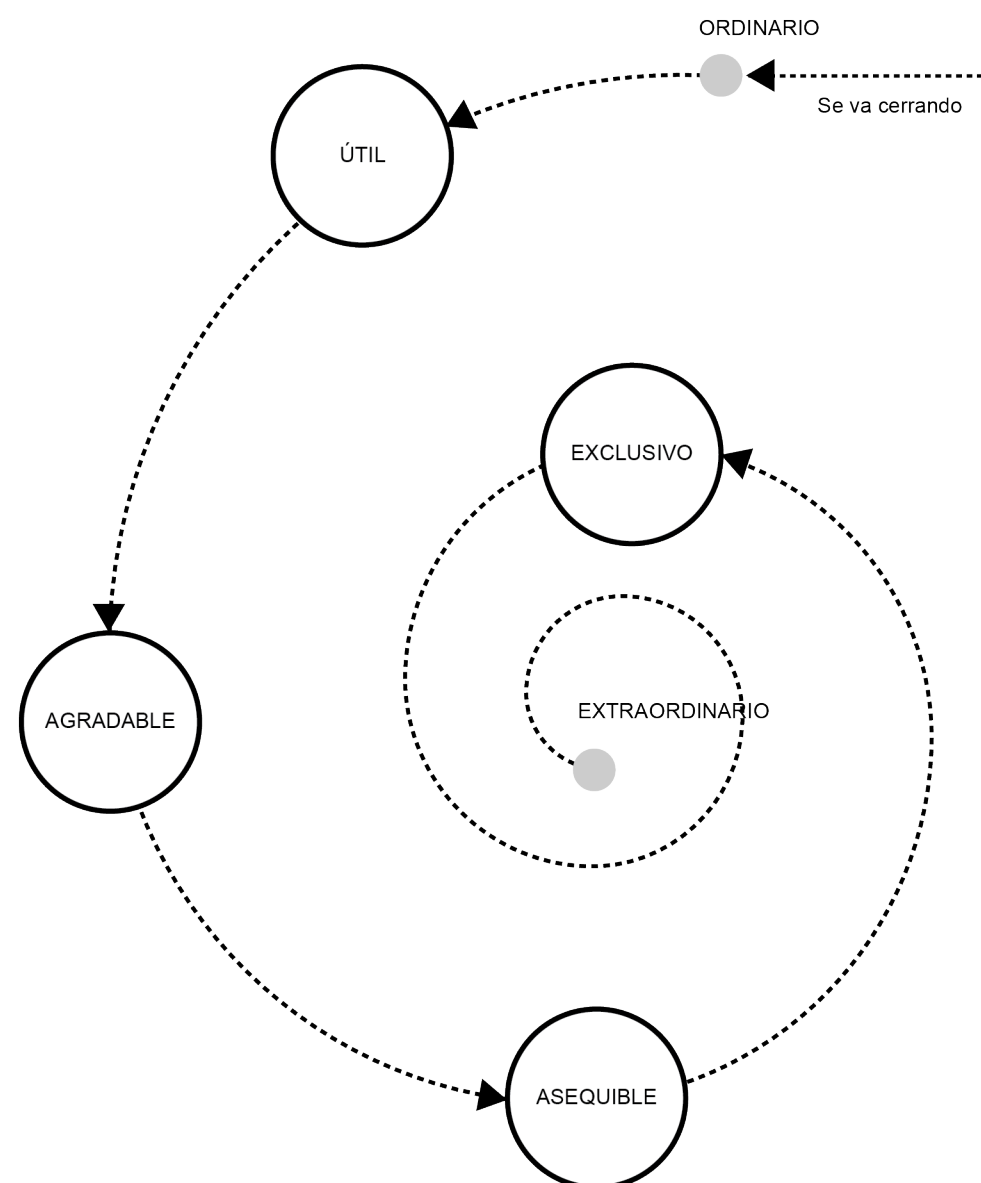 ORDINARIO
Se va cerrando
ÚTIL
EXCLUSIVO
EXTRAORDINARIO
AGRADABLE
ASEQUIBLE